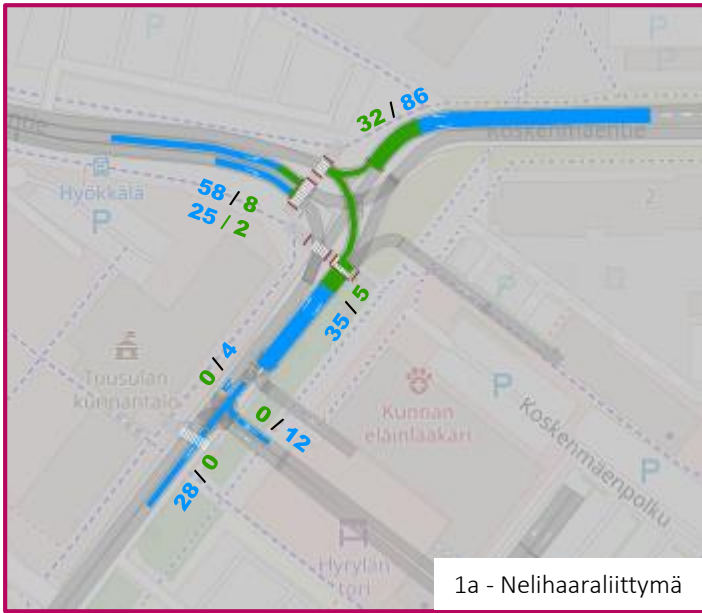 P
P
32 / 86
Koskenmäentie
Hyökkälä
P
58 / 8
25 / 2
2
P
35 / 5
Tuusulan
kunnantalo
0 / 4
Kunnan
eläinlääkäri
P
Koskenmäenpolku
P
0 / 12
28 / 0
Hyrylän
tori
1a - Nelihaaraliittymä